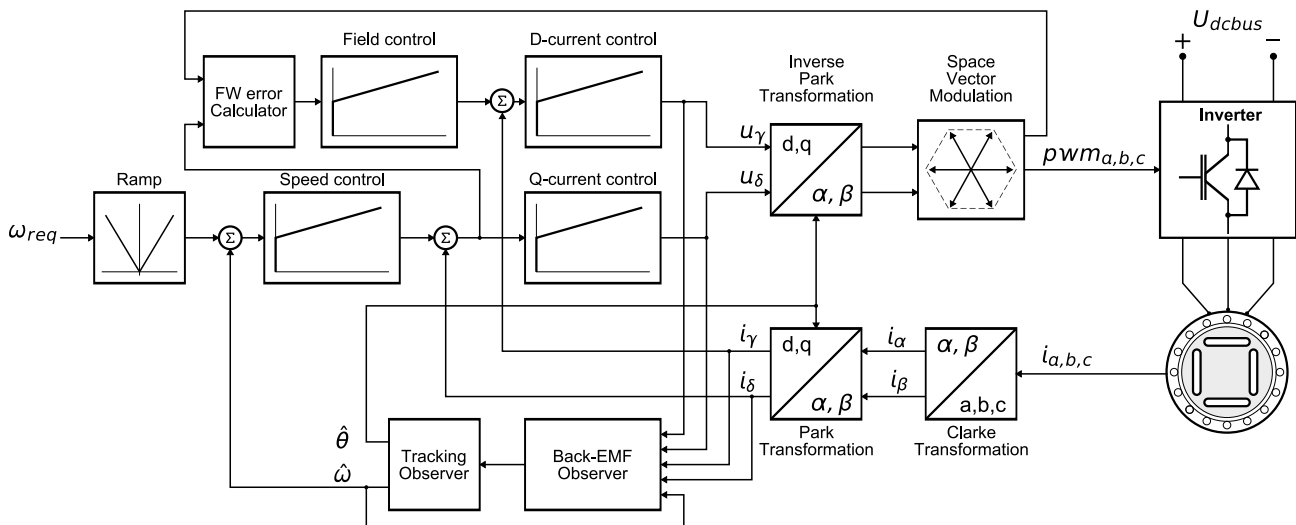 U_dcbus
+
−
Field control
D-current control
Inverse
Park
Transformation
Space
Vector
Modulation
FW error
Calculator
Σ
u_γ
d,q
α, β
Inverter
pwm_a,b,c
u_δ
Ramp
Speed control
Q-current control
ω_req
Σ
Σ
i_γ
d,q
α, β
i_α
α, β
a,b,c
i_a,b,c
i_δ
i_β
Park
Transformation
Clarke
Transformation
θ̂
ω̂
Tracking
Observer
Back-EMF
Observer